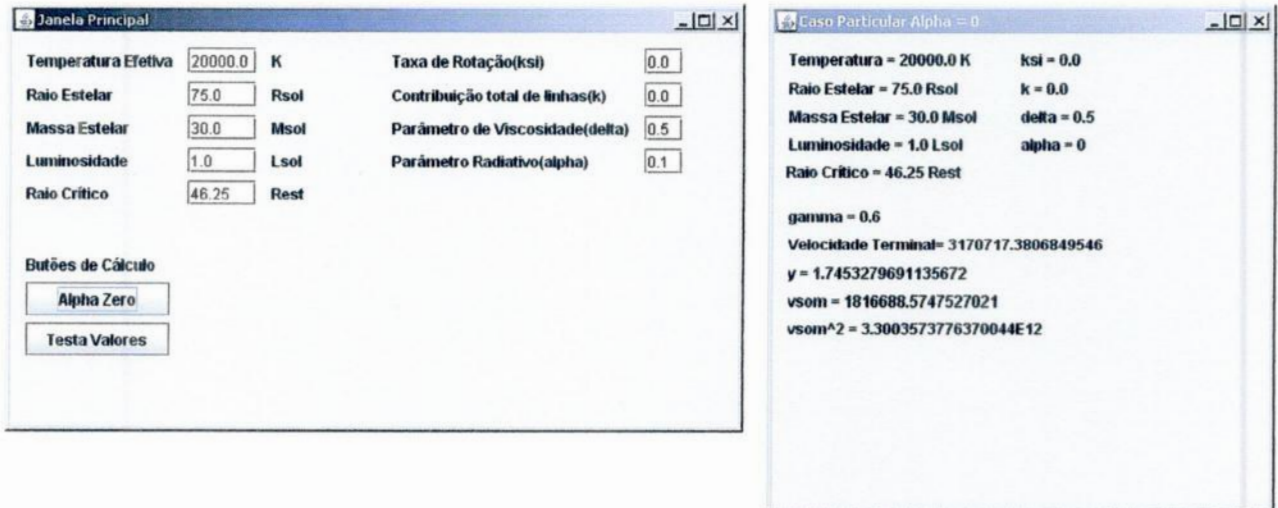 Janela Principal
Temperatura Efetiva 20000.0 K Taxa de Rotação(ksi) 0.0
Raio Estelar 75.0 Rsol Contribuição total de linhas(k) 0.0
Massa Estelar 30.0 Msol Parâmetro de Viscosidade(delta) 0.5
Luminosidade 1.0 Lsol Parâmetro Radiativo(alpha) 0.1
Raio Crítico 46.25 Rest
Butões de Cálculo
Alpha Zero
Testa Valores
Caso Particular Alpha = 0
Temperatura = 20000.0 K ksi = 0.0
Raio Estelar = 75.0 Rsol k = 0.0
Massa Estelar = 30.0 Msol delta = 0.5
Luminosidade = 1.0 Lsol alpha = 0
Raio Crítico = 46.25 Rest
gamma = 0.6
Velocidade Terminal= 3170717.3806849546
y = 1.7453279691135672
vsom = 1816688.5747527021
vsom^2 = 3.3003573776370044E12